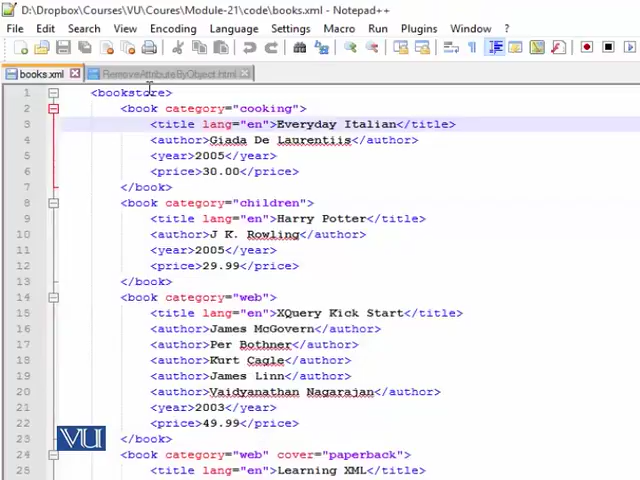 D:\Dropbox\Courses\VU\Coures\Module-21\code\books.xml - Notepad++
File Edit Search View Encoding Language Settings Macro Run Plugins Window ?
books.xml RemoveAttributeByObject.html
1 <bookstore>
2 <book category="cooking">
3 <title lang="en">Everyday Italian</title>
4 <author>Giada De Laurentiis</author>
5 <year>2005</year>
6 <price>30.00</price>
7 </book>
8 <book category="children">
9 <title lang="en">Harry Potter</title>
10 <author>J K. Rowling</author>
11 <year>2005</year>
12 <price>29.99</price>
13 </book>
14 <book category="web">
15 <title lang="en">XQuery Kick Start</title>
16 <author>James McGovern</author>
17 <author>Per Bothner</author>
18 <author>Kurt Cagle</author>
19 <author>James Linn</author>
20 <author>Vaidyanathan Nagarajan</author>
21 <year>2003</year>
22 <price>49.99</price>
23 </book>
VU
24 <book category="web" cover="paperback">
25 <title lang="en">Learning XML</title>